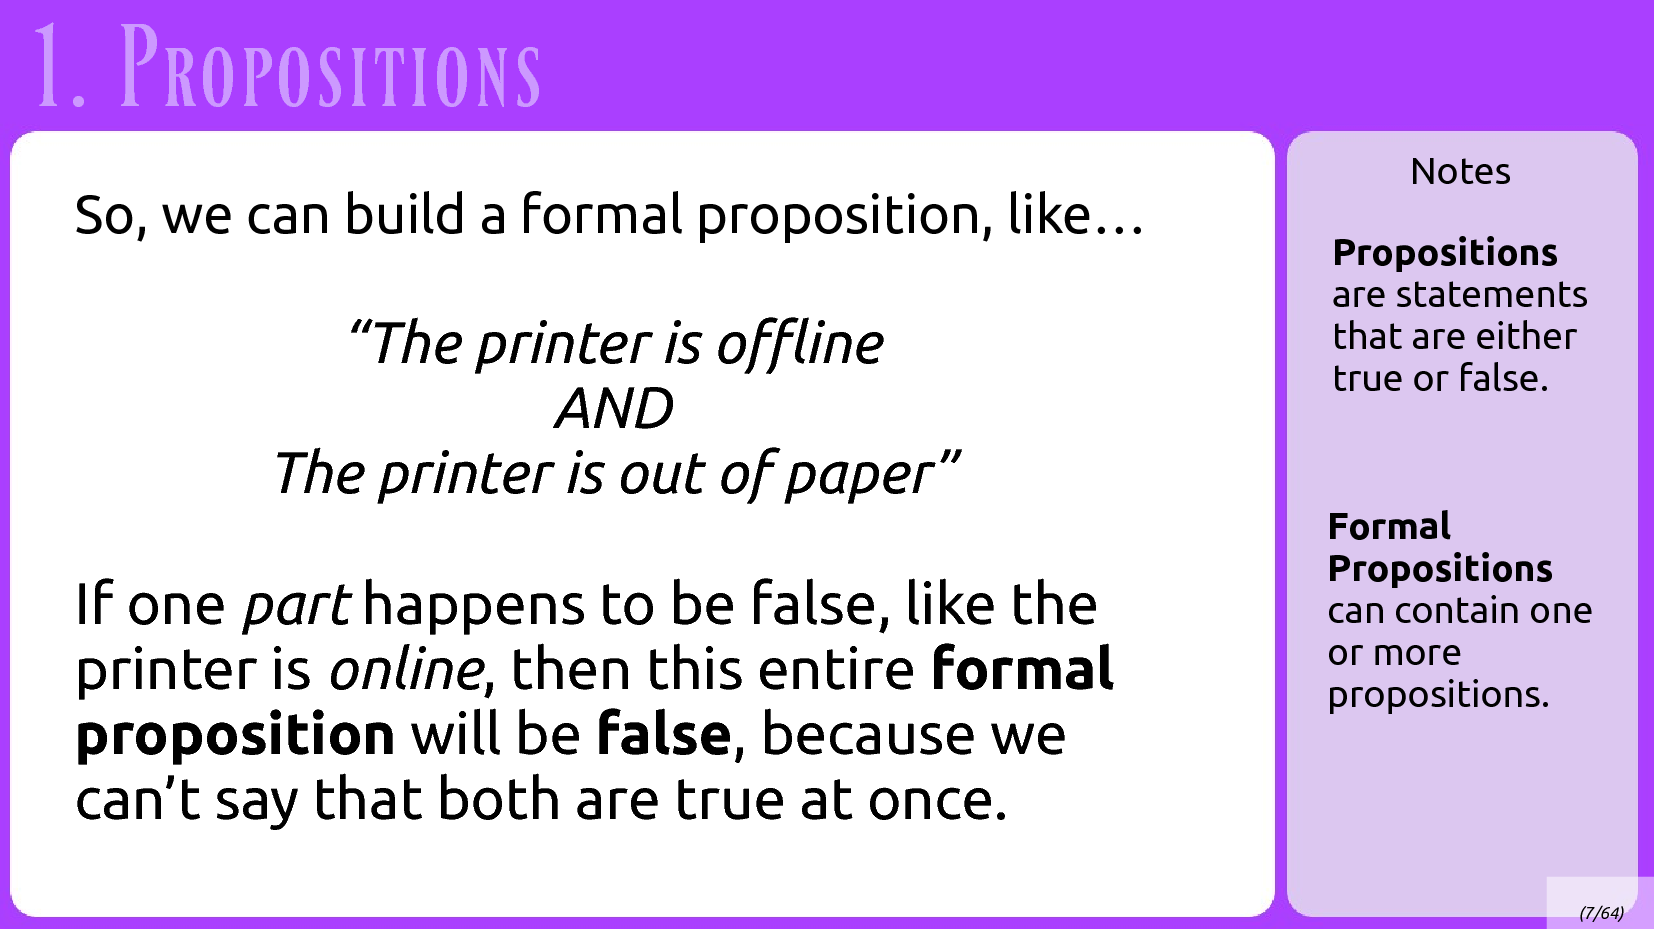 1. Propositions
So, we can build a formal proposition, like…
“The printer is offline
AND
The printer is out of paper”
If one part happens to be false, like the
printer is online, then this entire formal
proposition will be false, because we
can’t say that both are true at once.
Notes
Propositions
are statements
that are either
true or false.
Formal
Propositions
can contain one
or more
propositions.
(7/64)